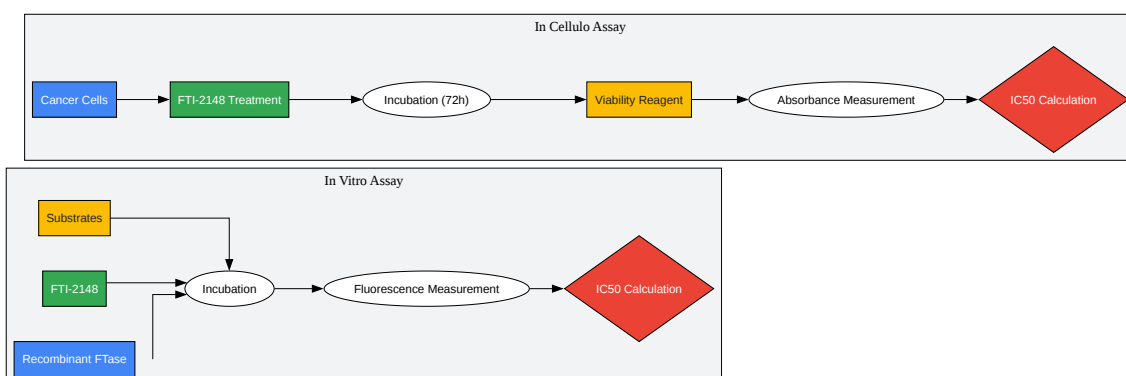 In Cellulo Assay
Cancer Cells
FTI-2148 Treatment
Incubation (72h)
Viability Reagent
Absorbance Measurement
IC50 Calculation
In Vitro Assay
Substrates
FTI-2148
Incubation
Fluorescence Measurement
IC50 Calculation
Recombinant FTase